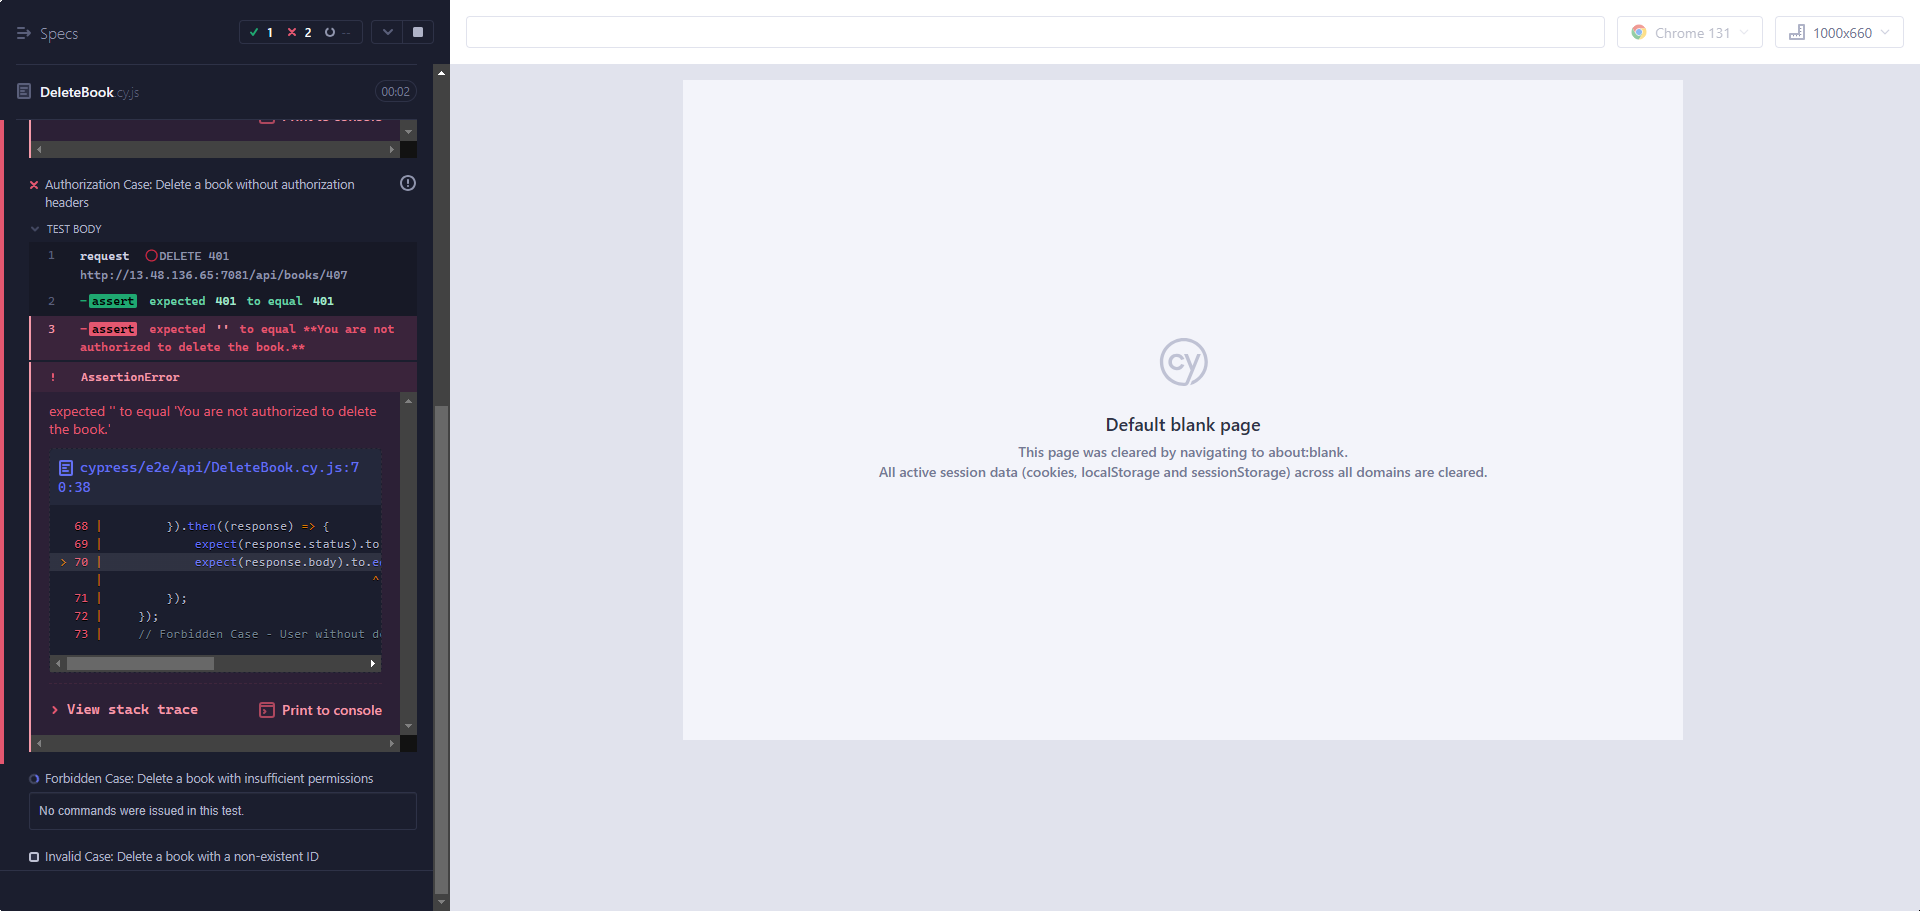 Specs
1 2 --
DeleteBook.cy.js
00:02
Print to console
Authorization Case: Delete a book without authorization
headers
TEST BODY
1 request DELETE 401
http://13.48.136.65:7081/api/books/407
2 -assert expected 401 to equal 401
3 -assert expected '' to equal **You are not
authorized to delete the book.**
! AssertionError
expected '' to equal 'You are not authorized to delete
the book.'
cypress/e2e/api/DeleteBook.cy.js:7
0:38
68 | }).then((response) => {
69 | expect(response.status).to
> 70 | expect(response.body).to.e
| ^
71 | });
72 | });
73 | // Forbidden Case - User without d
> View stack trace
Print to console
Forbidden Case: Delete a book with insufficient permissions
No commands were issued in this test.
Invalid Case: Delete a book with a non-existent ID
Chrome 131
1000x660
cy
Default blank page
This page was cleared by navigating to about:blank.
All active session data (cookies, localStorage and sessionStorage) across all domains are cleared.